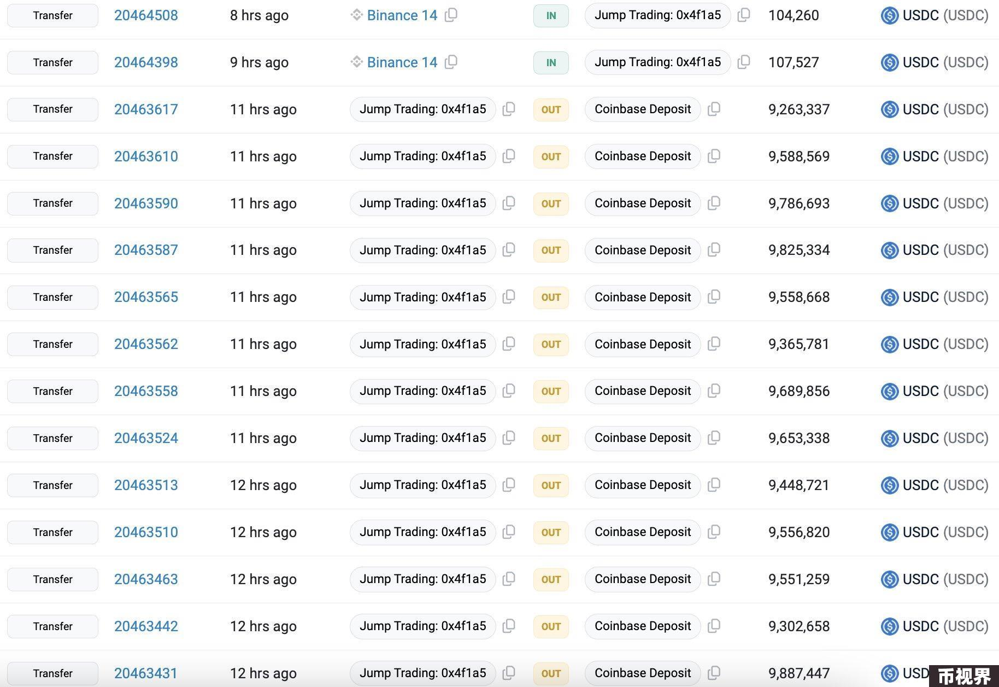 Transfer 20464508 8 hrs ago Binance 14 IN Jump Trading: 0x4f1a5 104,260 USDC (USDC)
Transfer 20464398 9 hrs ago Binance 14 IN Jump Trading: 0x4f1a5 107,527 USDC (USDC)
Transfer 20463617 11 hrs ago Jump Trading: 0x4f1a5 OUT Coinbase Deposit 9,263,337 USDC (USDC)
Transfer 20463610 11 hrs ago Jump Trading: 0x4f1a5 OUT Coinbase Deposit 9,588,569 USDC (USDC)
Transfer 20463590 11 hrs ago Jump Trading: 0x4f1a5 OUT Coinbase Deposit 9,786,693 USDC (USDC)
Transfer 20463587 11 hrs ago Jump Trading: 0x4f1a5 OUT Coinbase Deposit 9,825,334 USDC (USDC)
Transfer 20463565 11 hrs ago Jump Trading: 0x4f1a5 OUT Coinbase Deposit 9,558,668 USDC (USDC)
Transfer 20463562 11 hrs ago Jump Trading: 0x4f1a5 OUT Coinbase Deposit 9,365,781 USDC (USDC)
Transfer 20463558 11 hrs ago Jump Trading: 0x4f1a5 OUT Coinbase Deposit 9,689,856 USDC (USDC)
Transfer 20463524 11 hrs ago Jump Trading: 0x4f1a5 OUT Coinbase Deposit 9,653,338 USDC (USDC)
Transfer 20463513 12 hrs ago Jump Trading: 0x4f1a5 OUT Coinbase Deposit 9,448,721 USDC (USDC)
Transfer 20463510 12 hrs ago Jump Trading: 0x4f1a5 OUT Coinbase Deposit 9,556,820 USDC (USDC)
Transfer 20463463 12 hrs ago Jump Trading: 0x4f1a5 OUT Coinbase Deposit 9,551,259 USDC (USDC)
Transfer 20463442 12 hrs ago Jump Trading: 0x4f1a5 OUT Coinbase Deposit 9,302,658 USDC (USDC)
Transfer 20463431 12 hrs ago Jump Trading: 0x4f1a5 OUT Coinbase Deposit 9,887,447 USD
币视界